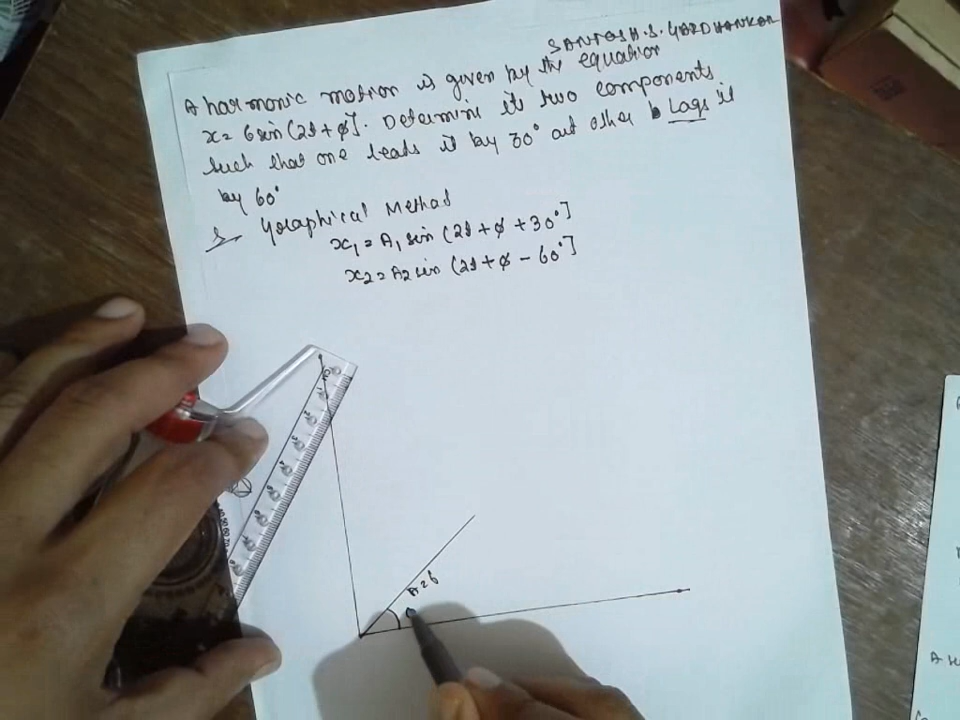 SANTOSH.S. GARDHANKAR
A harmonic motion is given by the equation
x = 6 sin (2t + φ]. Determine its two components
such that one leads it by 30° and other Lags it
by 60°
Graphical Method
x₁ = A₁ sin (2t + φ + 30°]
x₂ = A₂ sin (2t + φ - 60°]
A=6